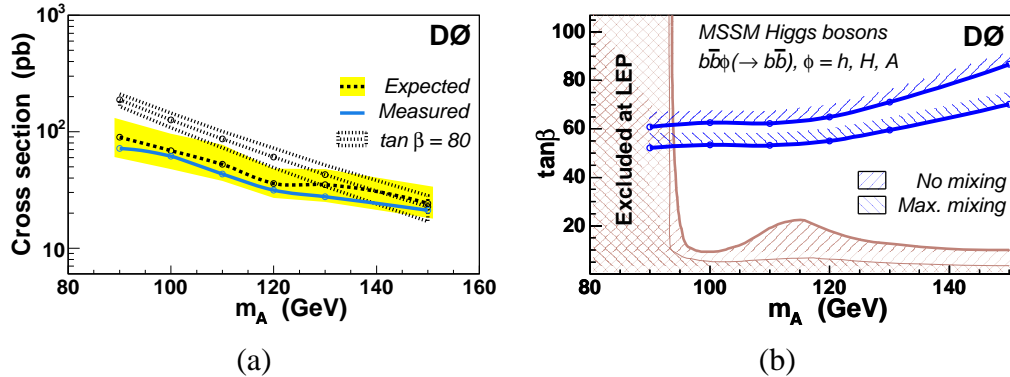 Cross section (pb)
10³
10²
10
DØ
Expected
Measured
tan β = 80
80 100 120 140 160
m_A (GeV)
(a)
tanβ
100
80
60
40
20
Excluded at LEP
MSSM Higgs bosons
DØ
bb̄ϕ(→ bb̄), ϕ = h, H, A
No mixing
Max. mixing
80 100 120 140
m_A (GeV)
(b)